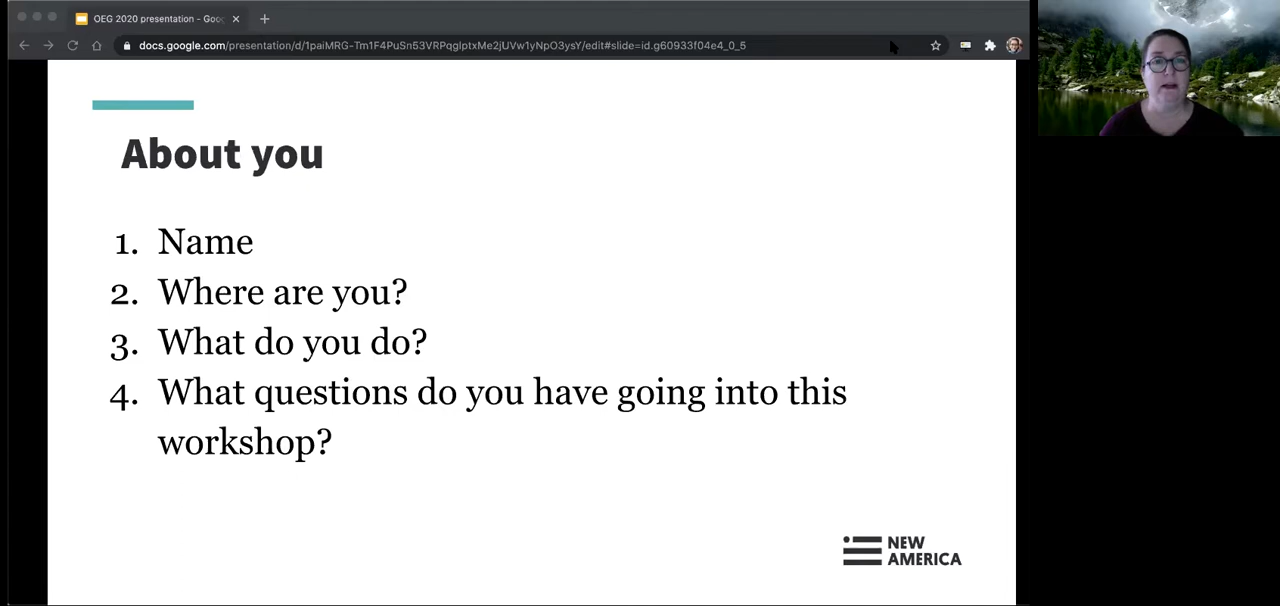 OEG 2020 presentation - Goo
docs.google.com/presentation/d/1paiMRG-Tm1F4PuSn53VRPqglptxMe2jUVw1yNpO3ysY/edit#slide=id.g60933f04e4_0_5
About you
1. Name
2. Where are you?
3. What do you do?
4. What questions do you have going into this
workshop?
NEW
AMERICA